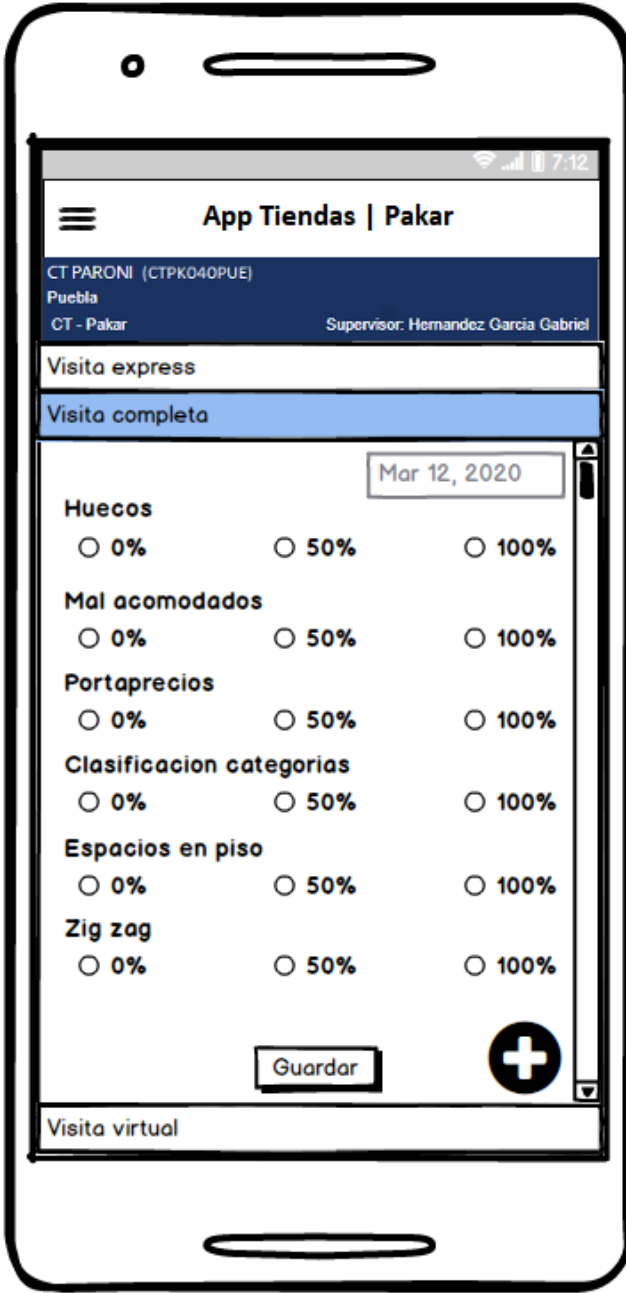 7:12
App Tiendas | Pakar
CT PARONI (CTPK040PUE)
Puebla
CT - Pakar Supervisor: Hernandez Garcia Gabriel
Visita express
Visita completa
Mar 12, 2020
Huecos
0% 50% 100%
Mal acomodados
0% 50% 100%
Portaprecios
0% 50% 100%
Clasificacion categorias
0% 50% 100%
Espacios en piso
0% 50% 100%
Zig zag
0% 50% 100%
Guardar
Visita virtual